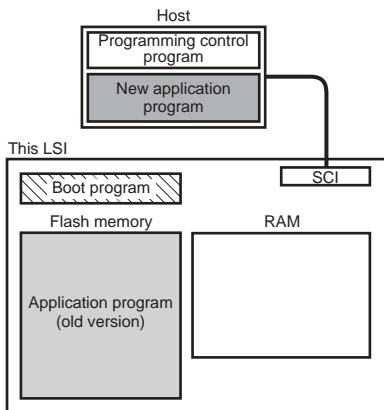 Host
Programming control
program
New application
program
This LSI
SCI
Boot program
Flash memory
RAM
Application program
(old version)